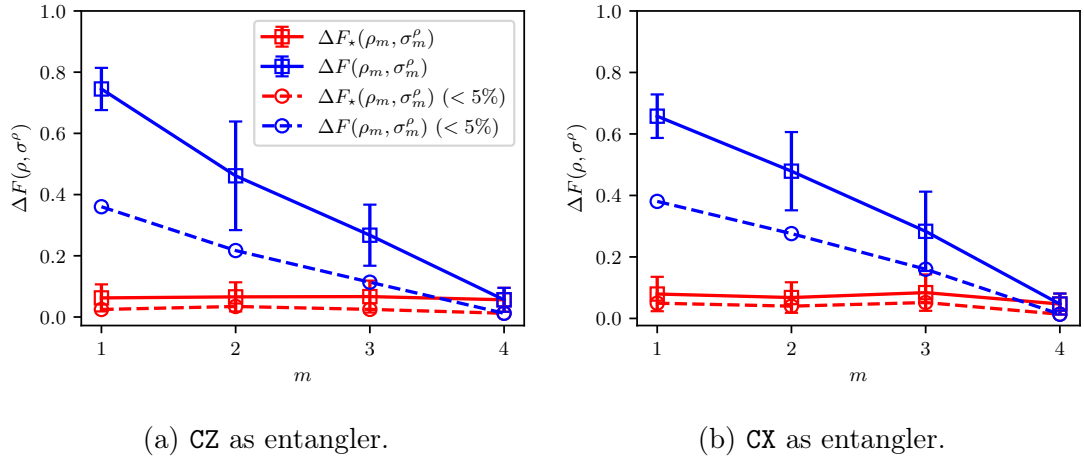 1.0
0.8
0.6
0.4
0.2
0.0
ΔF(ρ, σ^ρ)
1 2 3 4
m
ΔF⋆(ρ_m, σ_m^ρ)
ΔF(ρ_m, σ_m^ρ)
ΔF⋆(ρ_m, σ_m^ρ) (< 5%)
ΔF(ρ_m, σ_m^ρ) (< 5%)
(a) CZ as entangler.
1.0
0.8
0.6
0.4
0.2
0.0
ΔF(ρ, σ^ρ)
1 2 3 4
m
(b) CX as entangler.